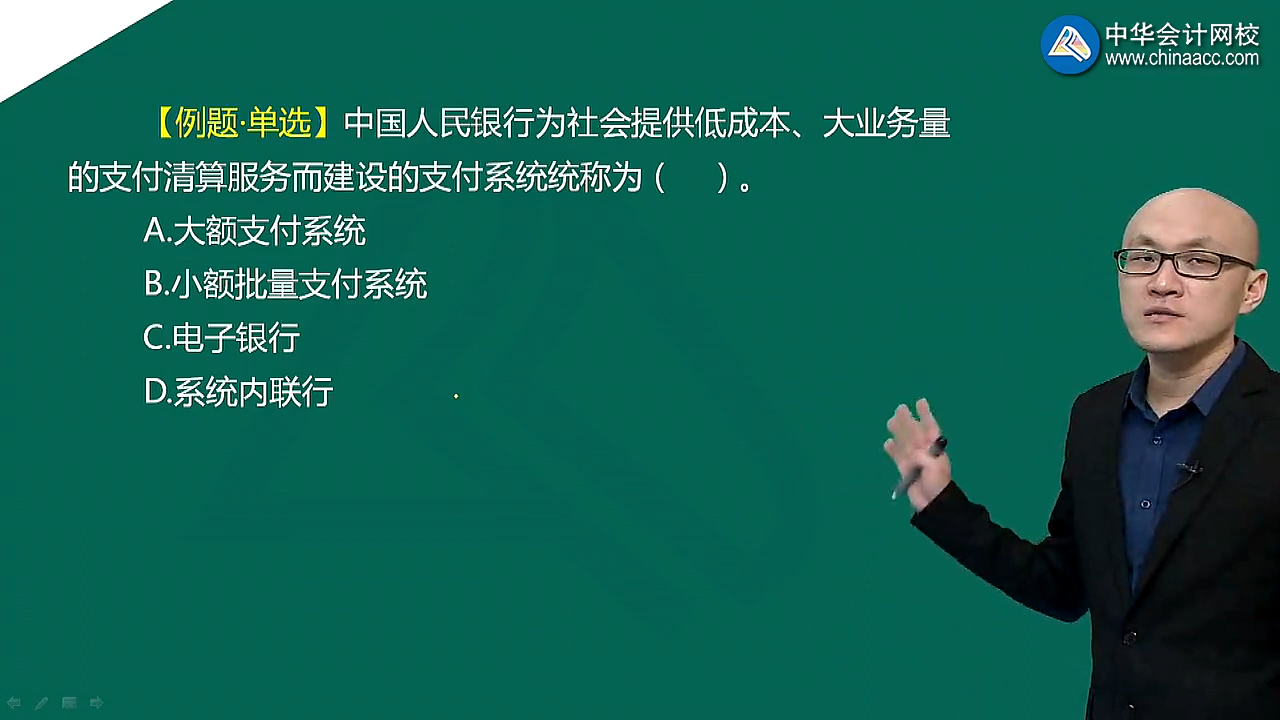 中华会计网校
www.chinaacc.com
【例题·单选】中国人民银行为社会提供低成本、大业务量
的支付清算服务而建设的支付系统统称为（ ）。
A.大额支付系统
B.小额批量支付系统
C.电子银行
D.系统内联行